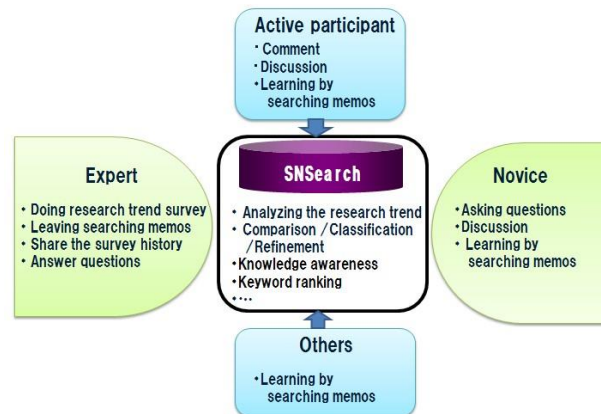 Active participant
・Comment
・Discussion
・Learning by
searching memos
Expert
・Doing research trend survey
・Leaving searching memos
・Share the survey history
・Answer questions
SNSearch
・Analyzing the research trend
・Comparison /Classification
/Refinement
・Knowledge awareness
・Keyword ranking
・...
Novice
・Asking questions
・Discussion
・Learning by
searching memos
Others
・Learning by
searching memos